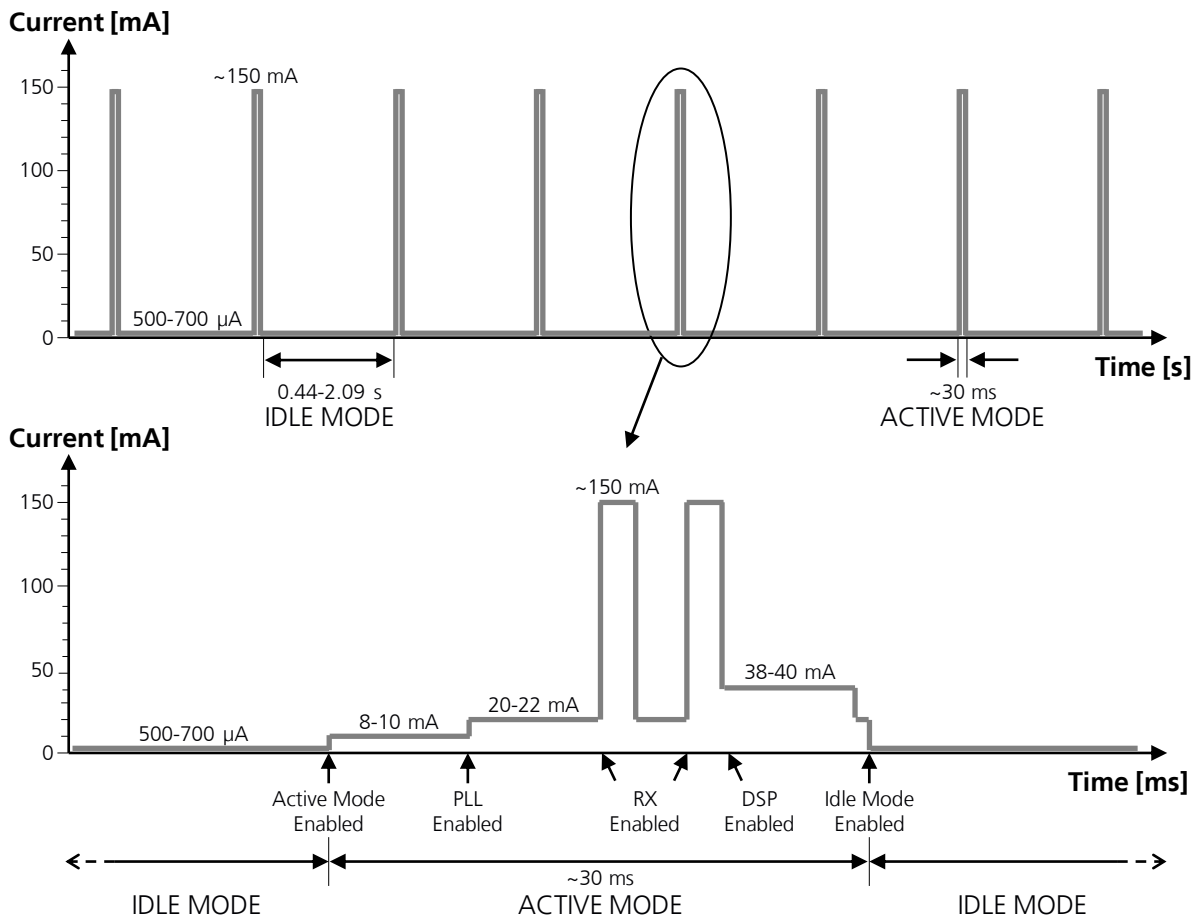 Current [mA]
150
100
50
0
~150 mA
500-700 µA
0.44-2.09 s
IDLE MODE
~30 ms
ACTIVE MODE
Time [s]
Current [mA]
150
100
50
0
~150 mA
500-700 µA
8-10 mA
20-22 mA
38-40 mA
Time [ms]
Active Mode
Enabled
PLL
Enabled
RX
Enabled
DSP
Enabled
Idle Mode
Enabled
IDLE MODE
~30 ms
ACTIVE MODE
IDLE MODE